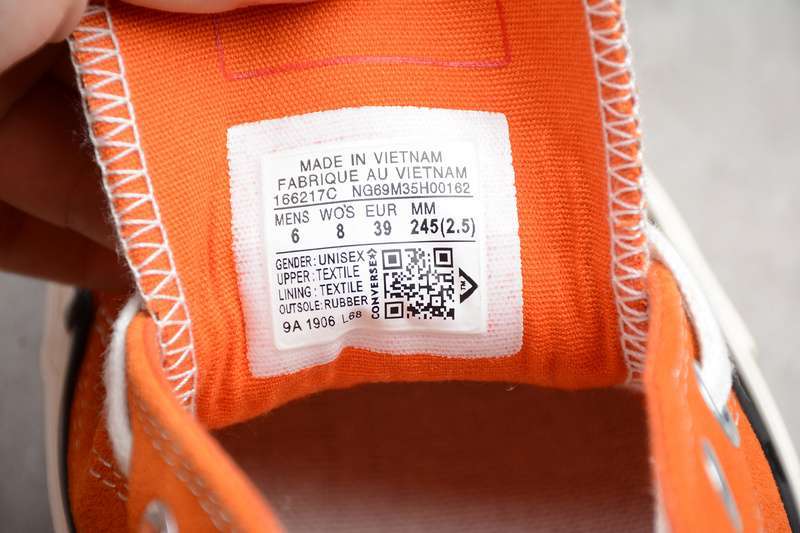 MADE IN VIETNAM
FABRIQUE AU VIETNAM
166217C NG69M35H00162
MENS WO'S EUR MM
6 8 39 245(2.5)
GENDER: UNISEX
UPPER: TEXTILE
LINING: TEXTILE
OUTSOLE: RUBBER
9A 1906 L68
CONVERSE
TM